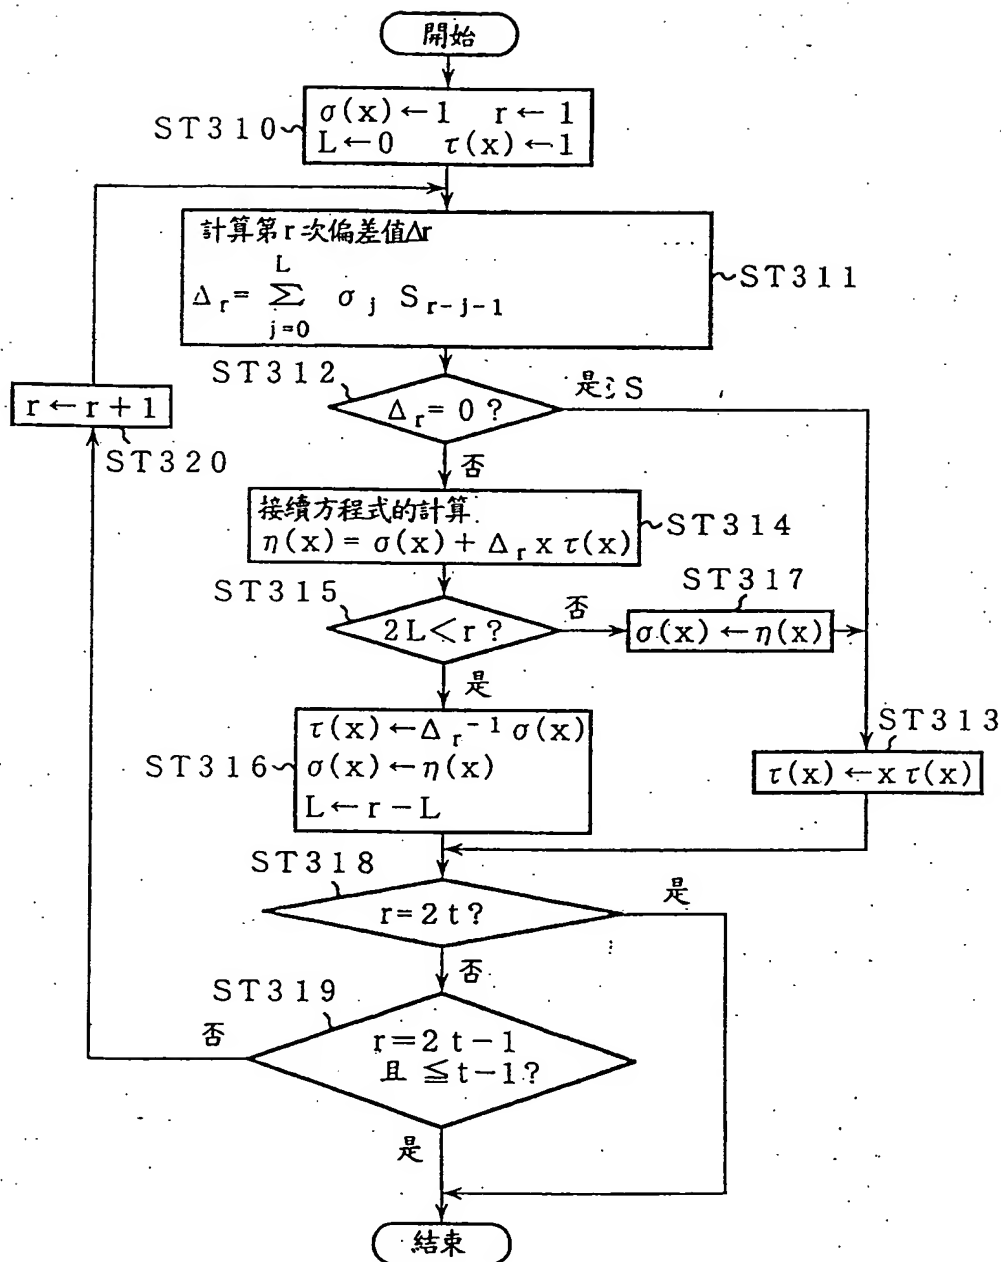 開始
σ(x)←1 r←1
L←0 τ(x)←1
ST310
計算第r次偏差值Δr
L
Δr= Σ σj Sr-j-1
j=0
ST311
ST312
Δr=0?
是
S
r←r+1
ST320
否
接續方程式的計算
η(x)=σ(x)+Δr x τ(x)
ST314
ST315
2L<r?
否
ST317
σ(x)←η(x)
是
τ(x)←Δr⁻¹ σ(x)
σ(x)←η(x)
L←r-L
ST316
ST313
τ(x)←x τ(x)
ST318
r=2t?
是
否
ST319
否
r=2t-1
且 ≦t-1?
是
結束